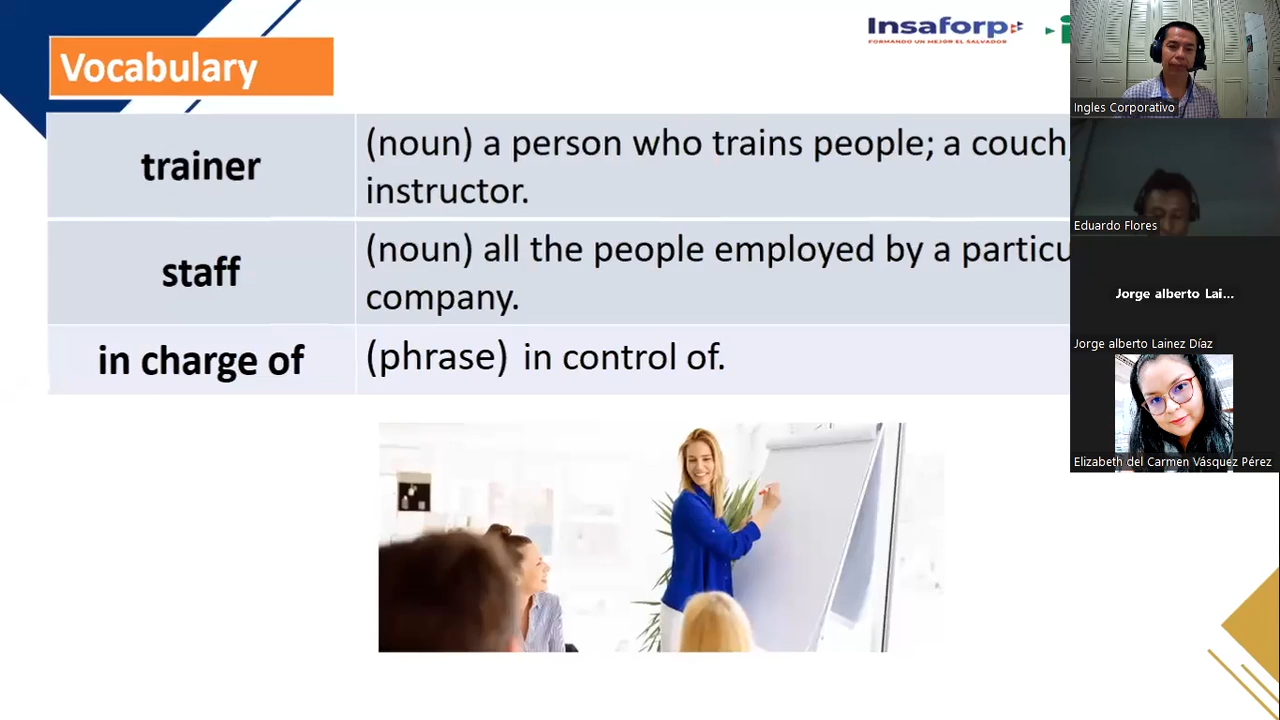 Insaforp
FORMANDO UN MEJOR EL SALVADOR
Vocabulary
trainer
(noun) a person who trains people; a couch,
instructor.
staff
(noun) all the people employed by a particu
company.
in charge of
(phrase) in control of.
Ingles Corporativo
Eduardo Flores
Jorge alberto Lai...
Jorge alberto Lainez Díaz
Elizabeth del Carmen Vásquez Pérez